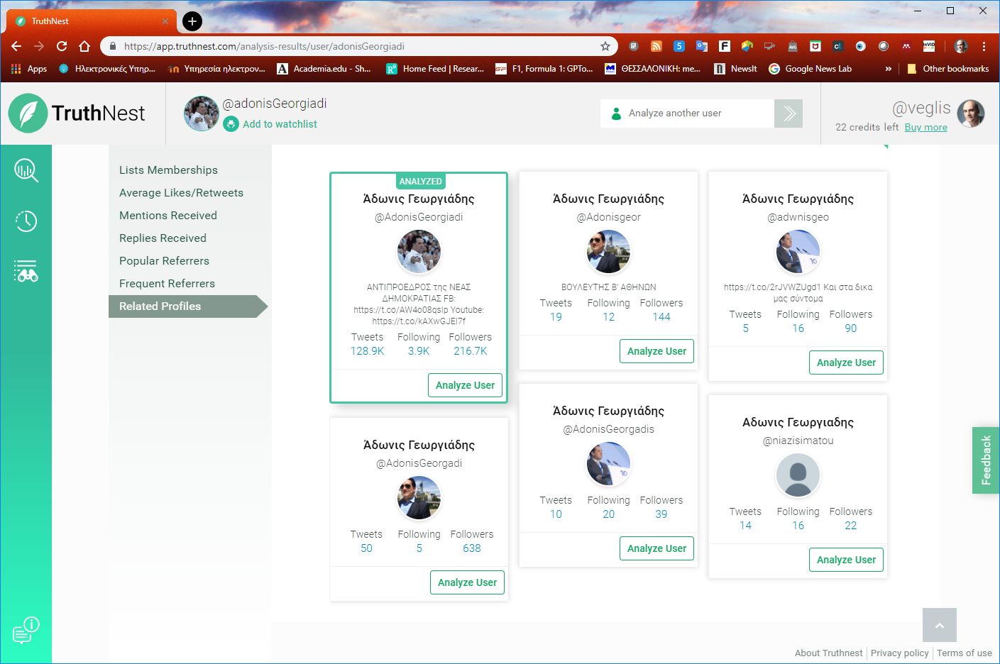 TruthNest
https://app.truthnest.com/analysis-results/user/adonisGeorgiadi
Apps
Ηλεκτρονικές Υπηρ...
Υπηρεσία ηλεκτρον...
Academia.edu - Sh...
Home Feed | Resear...
F1, Formula 1: GPTo...
ΘΕΣΣΑΛΟΝΙΚΗ: me...
NewsIt
Google News Lab
»
Other bookmarks
TruthNest
@adonisGeorgiadi
Add to watchlist
Analyze another user
@veglis
22 credits left Buy more
Lists Memberships
Average Likes/Retweets
Mentions Received
Replies Received
Popular Referrers
Frequent Referrers
Related Profiles
ANALYZED
Άδωνις Γεωργιάδης
@AdonisGeorgiadi
ΑΝΤΙΠΡΟΕΔΡΟΣ της ΝΕΑΣ
ΔΗΜΟΚΡΑΤΙΑΣ FB:
https://t.co/AW4o08qsIp Youtube:
https://t.co/kAXwGJEI7f
Tweets Following Followers
128.9K 3.9K 216.7K
Analyze User
Άδωνις Γεωργιάδης
@Adonisgeor
ΒΟΥΛΕΥΤΗΣ Β' ΑΘΗΝΩΝ
Tweets Following Followers
19 12 144
Analyze User
Άδωνις Γεωργιάδης
@adwnisgeo
https://t.co/2rJVWZUgd1 Και στα δικα
μας σύντομα
Tweets Following Followers
5 16 90
Analyze User
Άδωνις Γεωργιάδης
@AdonisGeorgadi
Tweets Following Followers
50 5 638
Analyze User
Άδωνις Γεωργιάδης
@AdonisGeorgadis
Tweets Following Followers
10 20 39
Analyze User
Αδωνις Γεωργιαδης
@niazisimatou
Tweets Following Followers
14 16 22
Analyze User
Feedback
About Truthnest | Privacy policy | Terms of use